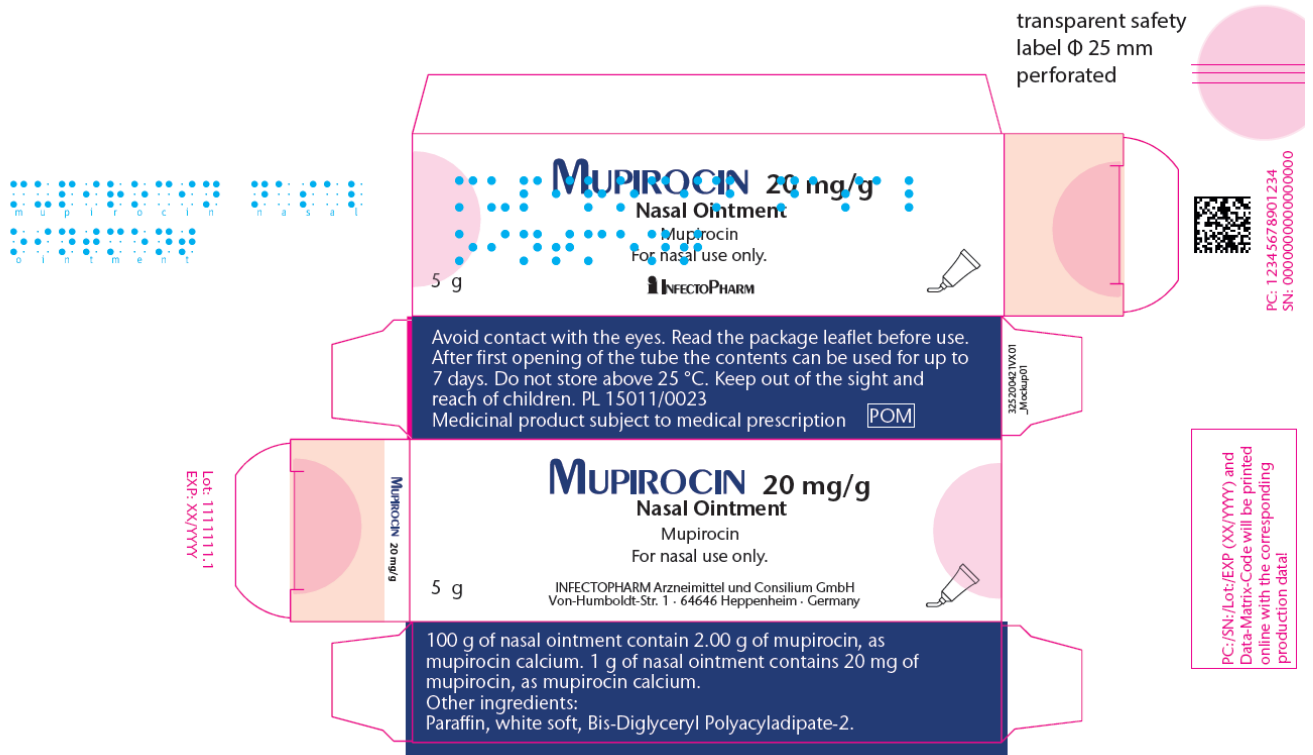 transparent safety
label Φ 25 mm
perforated
mupirocin nasal
ointment
MUPIROCIN 20 mg/g
Nasal Ointment
Mupirocin
For nasal use only.
5 g
INFECTOPHARM
PC: 12345678901234
SN: 00000000000000000000
Avoid contact with the eyes. Read the package leaflet before use.
After first opening of the tube the contents can be used for up to
7 days. Do not store above 25 °C. Keep out of the sight and
reach of children. PL 15011/0023
Medicinal product subject to medical prescription POM
325200421VX01
_Mockup01
Lot: 1111111.1
EXP: XX/YYYY
MUPIROCIN 20 mg/g
MUPIROCIN 20 mg/g
Nasal Ointment
Mupirocin
For nasal use only.
5 g
INFECTOPHARM Arzneimittel und Consilium GmbH
Von-Humboldt-Str. 1 · 64646 Heppenheim · Germany
PC:/SN:/Lot:/EXP (XX/YYYY) and
Data-Matrix-Code will be printed
online with the corresponding
production data!
100 g of nasal ointment contain 2.00 g of mupirocin, as
mupirocin calcium. 1 g of nasal ointment contains 20 mg of
mupirocin, as mupirocin calcium.
Other ingredients:
Paraffin, white soft, Bis-Diglyceryl Polyacyladipate-2.